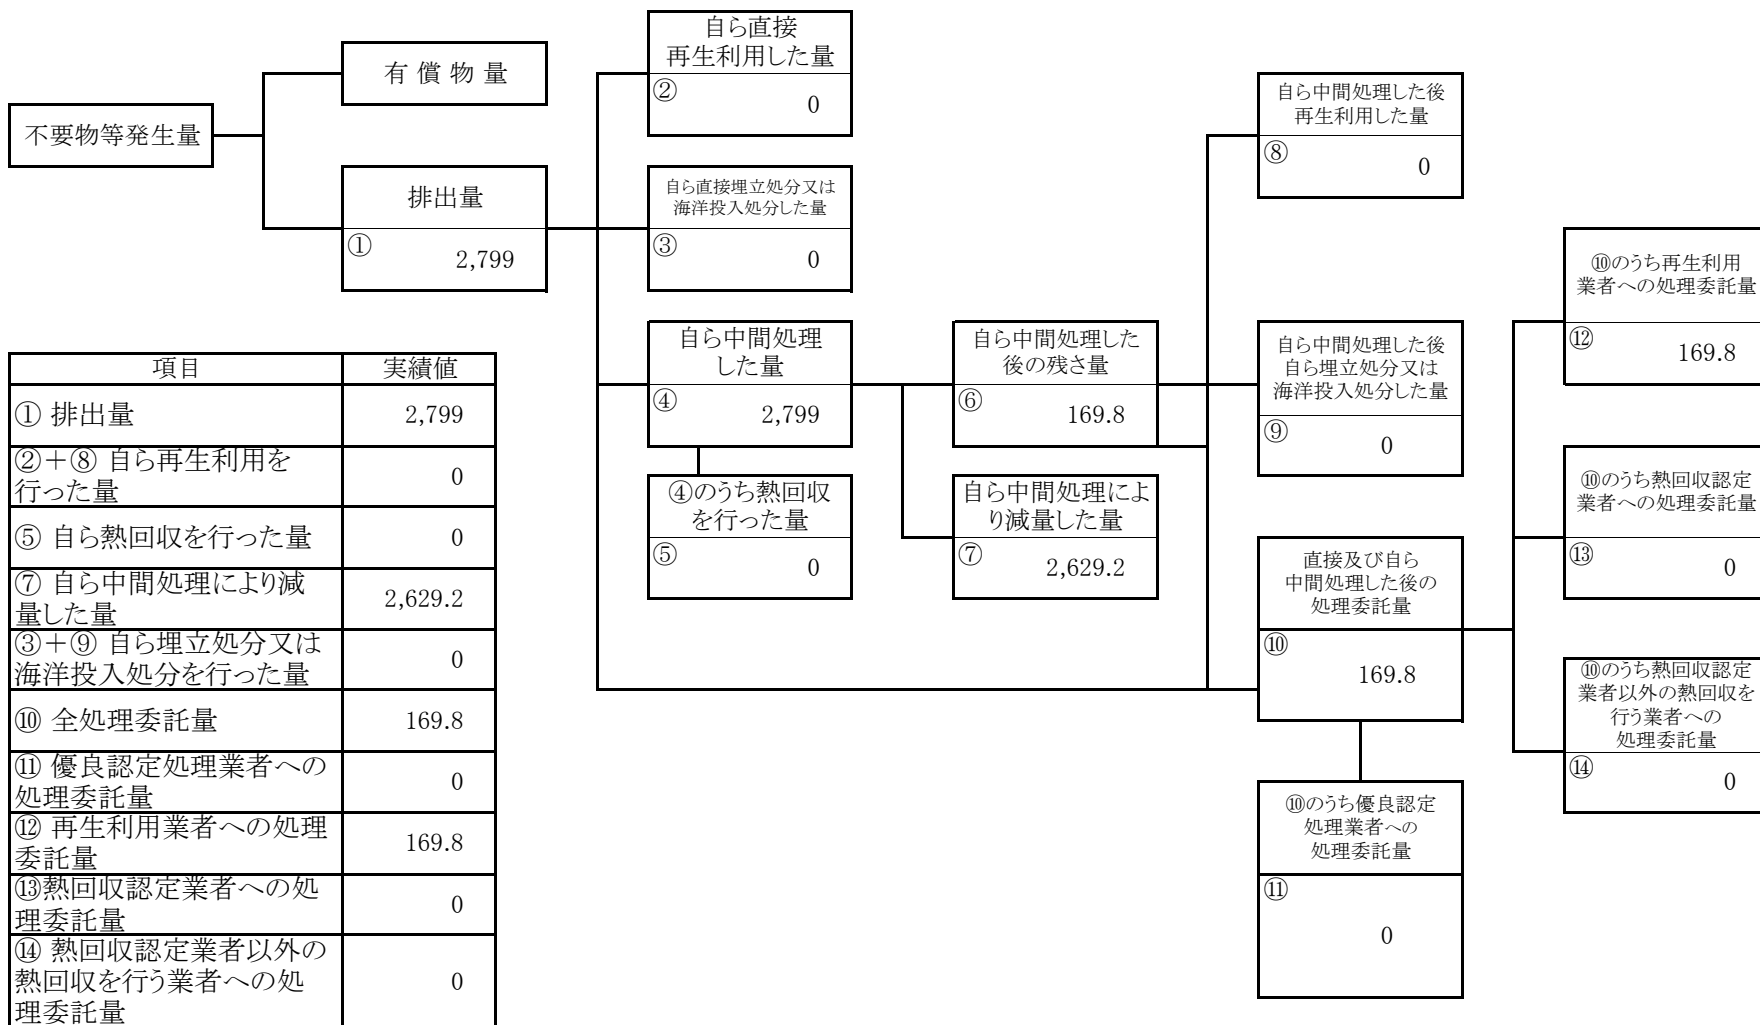 不要物等発生量
有 償 物 量
排出量
①
2,799
自ら直接
再生利用した量
②
0
自ら直接埋立処分又は
海洋投入処分した量
③
0
自ら中間処理
した量
④
2,799
④のうち熱回収
を行った量
⑤
0
自ら中間処理した
後の残さ量
⑥
169.8
自ら中間処理によ
り減量した量
⑦
2,629.2
自ら中間処理した後
再生利用した量
⑧
0
自ら中間処理した後
自ら埋立処分又は
海洋投入処分した量
⑨
0
直接及び自ら
中間処理した後の
処理委託量
⑩
169.8
⑩のうち優良認定
処理業者への
処理委託量
⑪
0
⑩のうち再生利用
業者への処理委託量
⑫
169.8
⑩のうち熱回収認定
業者への処理委託量
⑬
0
⑩のうち熱回収認定
業者以外の熱回収を
行う業者への
処理委託量
⑭
0
項目 実績値
① 排出量 2,799
②＋⑧ 自ら再生利用を
行った量 0
⑤ 自ら熱回収を行った量 0
⑦ 自ら中間処理により減
量した量 2,629.2
③＋⑨ 自ら埋立処分又は
海洋投入処分を行った量 0
⑩ 全処理委託量 169.8
⑪ 優良認定処理業者への
処理委託量 0
⑫ 再生利用業者への処理
委託量 169.8
⑬熱回収認定業者への処
理委託量 0
⑭ 熱回収認定業者以外の
熱回収を行う業者への処
理委託量 0